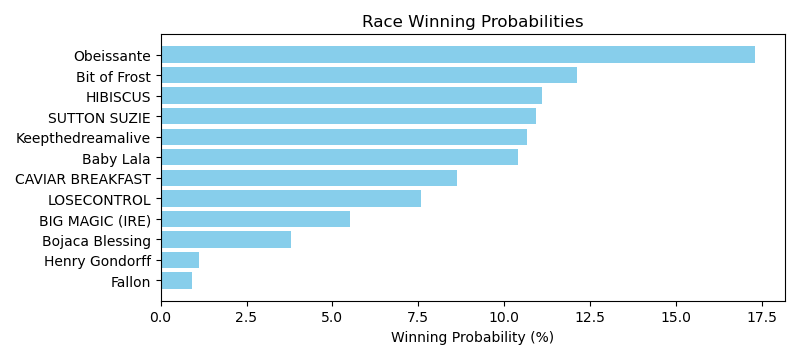 Race Winning Probabilities
Obeissante
Bit of Frost
HIBISCUS
SUTTON SUZIE
Keepthedreamalive
Baby Lala
CAVIAR BREAKFAST
LOSECONTROL
BIG MAGIC (IRE)
Bojaca Blessing
Henry Gondorff
Fallon
0.0 2.5 5.0 7.5 10.0 12.5 15.0 17.5
Winning Probability (%)